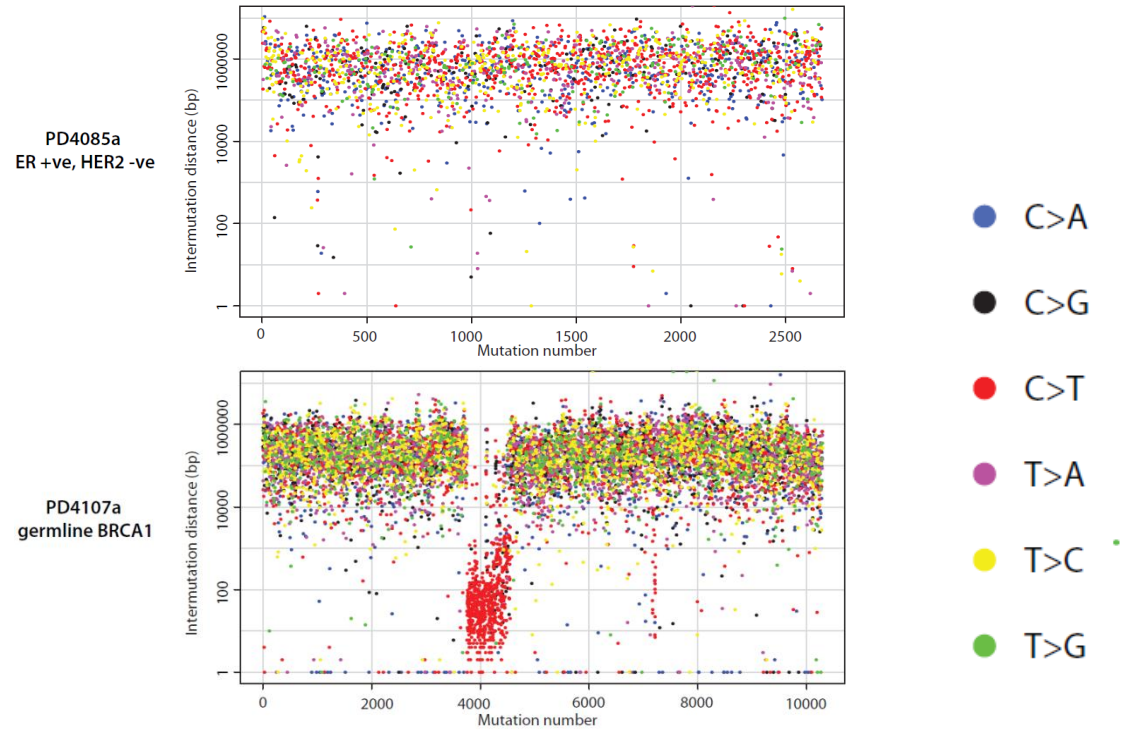 PD4085a
ER +ve, HER2 -ve
Intermutation distance (bp)
1000000
10000
100
1
0
500
1000
1500
2000
2500
Mutation number
PD4107a
germline BRCA1
Intermutation distance (bp)
1000000
10000
100
1
0
2000
4000
6000
8000
10000
Mutation number
C>A
C>G
C>T
T>A
T>C
T>G